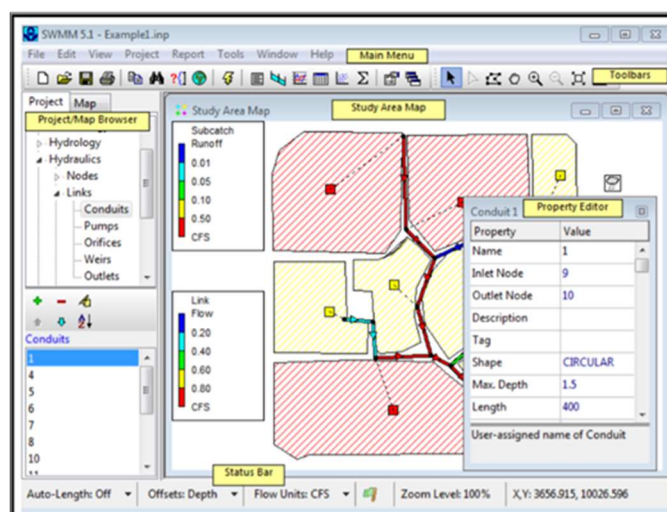 SWMM 5.1 - Example1.inp
File Edit View Project Report Tools Window Help
Main Menu
Toolbars
Project Map
Project/Map Browser
Hydrology
Hydraulics
Nodes
Links
Conduits
Pumps
Orifices
Weirs
Outlets
Conduits
1
4
5
6
7
8
10
Study Area Map
Study Area Map
Subcatch
Runoff
0.01
0.05
0.10
0.50
CFS
Link
Flow
0.20
0.40
0.60
0.80
CFS
Conduit 1
Property Editor
Property Value
Name 1
Inlet Node 9
Outlet Node 10
Description
Tag
Shape CIRCULAR
Max. Depth 1.5
Length 400
User-assigned name of Conduit
Status Bar
Auto-Length: Off Offsets: Depth Flow Units: CFS Zoom Level: 100% X,Y: 3656.915, 10026.596